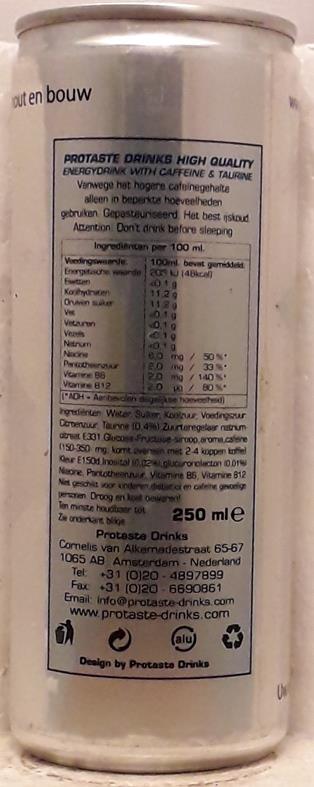 out en bouw
PROTASTE DRINKS HIGH QUALITY
ENERGYDRINK WITH CAFFEINE & TAURINE
Vanwege het hogere cafeïnegehalte
alleen in beperkte hoeveelheden
gebruiken. Gepasteuriseerd. Het best ijskoud.
Attention: Don't drink before sleeping
Ingrediënten per 100 ml.
Voedingswaarde: 100ml. bevat gemiddeld:
Energetische waarde 203 kJ (48kcal)
Eiwitten <0.1 g
Koolhydraten 11.2 g
Druiven suiker 11.2 g
Vet <0.1 g
Vetzuren <0.1 g
Vezels <0.1 g
Natrium <0.1 g
Niacine 8,0 mg / 50 %*
Pantotheenzuur 2,0 mg / 33 %*
Vitamine B6 2,0 mg / 140 %*
Vitamine B12 2,0 µg / 80 %*
(*ADH = Aanbevolen dagelijkse hoeveelheid)
Ingrediënten: Water, Suiker, Koolzuur, Voedingszuur:
Citroenzuur, Taurine (0,4%) Zuurteregelaar: natrium-
citraat E331 Glucose-Fructose-siroop, aroma, cafeïne
(150-350 mg. komt overeen met 2-4 koppen koffie)
Kleur E150d Inositol (0,02%), glucuronolacton (0.01%)
Niacine, Pantotheenzuur, Vitamine B6, Vitamine B12
Niet geschikt voor kinderen, diabetici en cafeïne gevoelige
personen. Droog en koel bewaren!
Ten minste houdbaar tot:
Zie onderkant blikje
250 ml e
Protaste Drinks
Cornelis van Alkemadestraat 65-67
1065 AB Amsterdam - Nederland
Tel: +31 (0)20 - 4897899
Fax: +31 (0)20 - 6690861
Email: info@protaste-drinks.com
www.protaste-drinks.com
alu
Design by Protaste Drinks